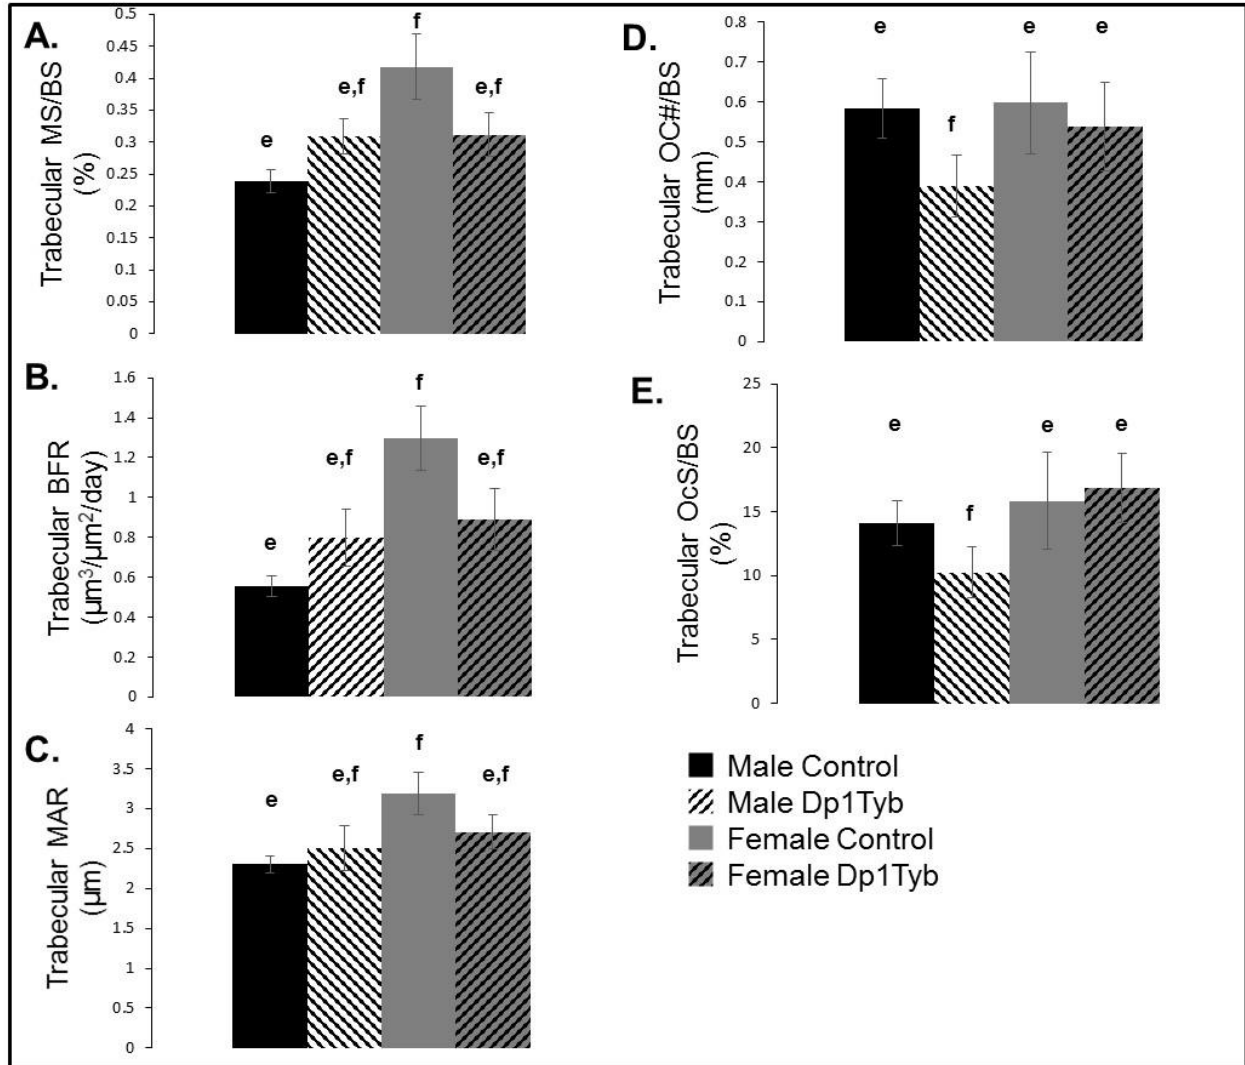 A.
Trabecular MS/BS
(%)
0.5
0.45
0.4
0.35
0.3
0.25
0.2
0.15
0.1
0.05
0
e
e,f
f
e,f
B.
Trabecular BFR
(µm³/µm²/day)
1.6
1.4
1.2
1
0.8
0.6
0.4
0.2
0
e
e,f
f
e,f
C.
Trabecular MAR
(µm)
4
3.5
3
2.5
2
1.5
1
0.5
0
e
e,f
f
e,f
D.
Trabecular OC#/BS
(mm)
0.8
0.7
0.6
0.5
0.4
0.3
0.2
0.1
0
e
f
e
e
E.
Trabecular OcS/BS
(%)
25
20
15
10
5
0
e
f
e
e
Male Control
Male Dp1Tyb
Female Control
Female Dp1Tyb